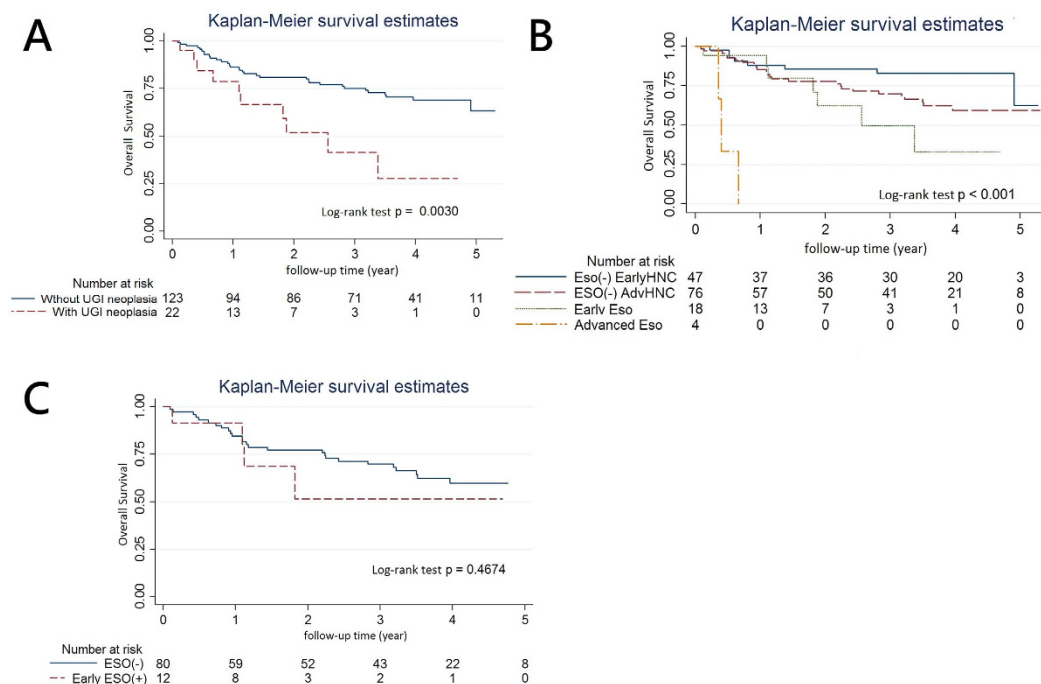 A
Kaplan-Meier survival estimates
Overall Survival
1.00
0.75
0.50
0.25
0.00
Log-rank test p = 0.0030
0 1 2 3 4 5
follow-up time (year)
Number at risk
Wthout UGI neoplasia 123 94 86 71 41 11
With UGI neoplasia 22 13 7 3 1 0
B
Kaplan-Meier survival estimates
Overall Survival
1.00
0.75
0.50
0.25
0.00
Log-rank test p < 0.001
0 1 2 3 4 5
follow-up time (year)
Number at risk
Eso(-) EarlyHNC 47 37 36 30 20 3
ESO(-) AdvHNC 76 57 50 41 21 8
Early Eso 18 13 7 3 1 0
Advanced Eso 4 0 0 0 0 0
C
Kaplan-Meier survival estimates
Overall Survival
1.00
0.75
0.50
0.25
0.00
Log-rank test p = 0.4674
0 1 2 3 4 5
follow-up time (year)
Number at risk
ESO(-) 80 59 52 43 22 8
Early ESO(+) 12 8 3 2 1 0